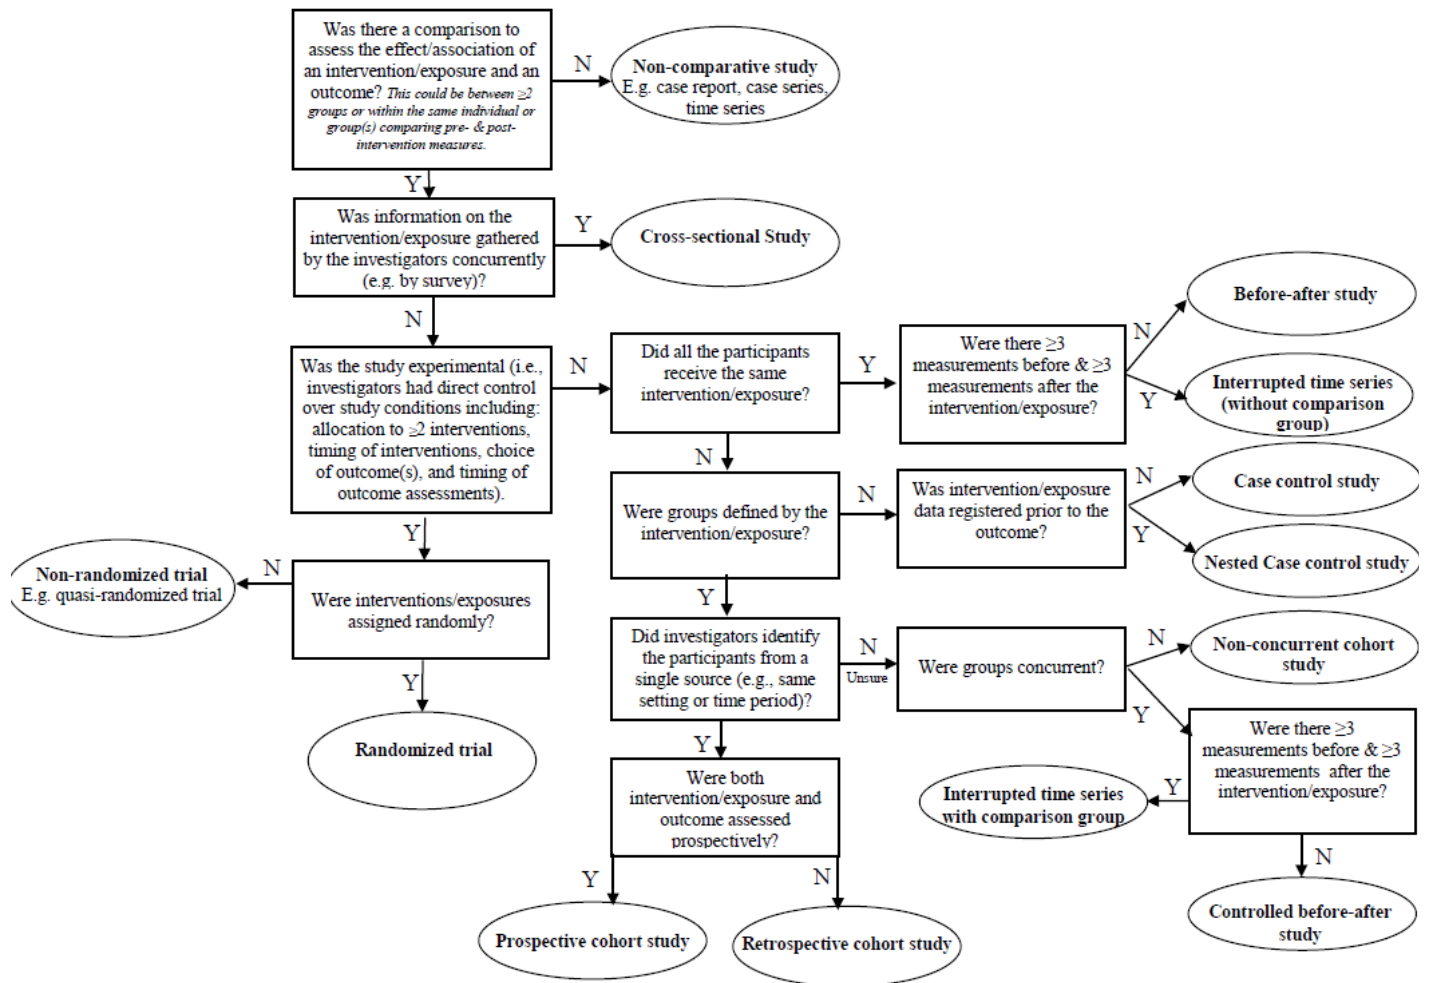 Was there a comparison to
assess the effect/association of
an intervention/exposure and an
outcome? This could be between ≥2
groups or within the same individual or
group(s) comparing pre- & post-
intervention measures.
N
Non-comparative study
E.g. case report, case series,
time series
Y
Was information on the
intervention/exposure gathered
by the investigators concurrently
(e.g. by survey)?
Y
Cross-sectional Study
N
Was the study experimental (i.e.,
investigators had direct control
over study conditions including:
allocation to ≥2 interventions,
timing of interventions, choice
of outcome(s), and timing of
outcome assessments).
N
Did all the participants
receive the same
intervention/exposure?
Y
Were there ≥3
measurements before & ≥3
measurements after the
intervention/exposure?
N
Before-after study
Y
Interrupted time series
(without comparison
group)
N
Were groups defined by the
intervention/exposure?
N
Was intervention/exposure
data registered prior to the
outcome?
N
Case control study
Y
Nested Case control study
Y
Were interventions/exposures
assigned randomly?
N
Non-randomized trial
E.g. quasi-randomized trial
Y
Randomized trial
Y
Did investigators identify
the participants from a
single source (e.g., same
setting or time period)?
N
Unsure
Were groups concurrent?
N
Non-concurrent cohort
study
Y
Were there ≥3
measurements before & ≥3
measurements after the
intervention/exposure?
Y
Interrupted time series
with comparison group
N
Controlled before-after
study
Y
Were both
intervention/exposure and
outcome assessed
prospectively?
Y
Prospective cohort study
N
Retrospective cohort study